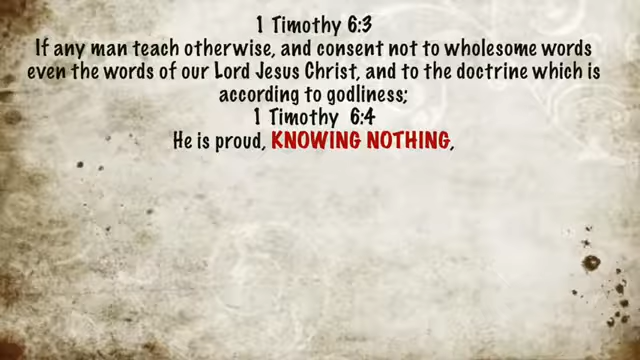 1 Timothy 6:3
If any man teach otherwise, and consent not to wholesome words
even the words of our Lord Jesus Christ, and to the doctrine which is
according to godliness;
1 Timothy 6:4
He is proud, KNOWING NOTHING,